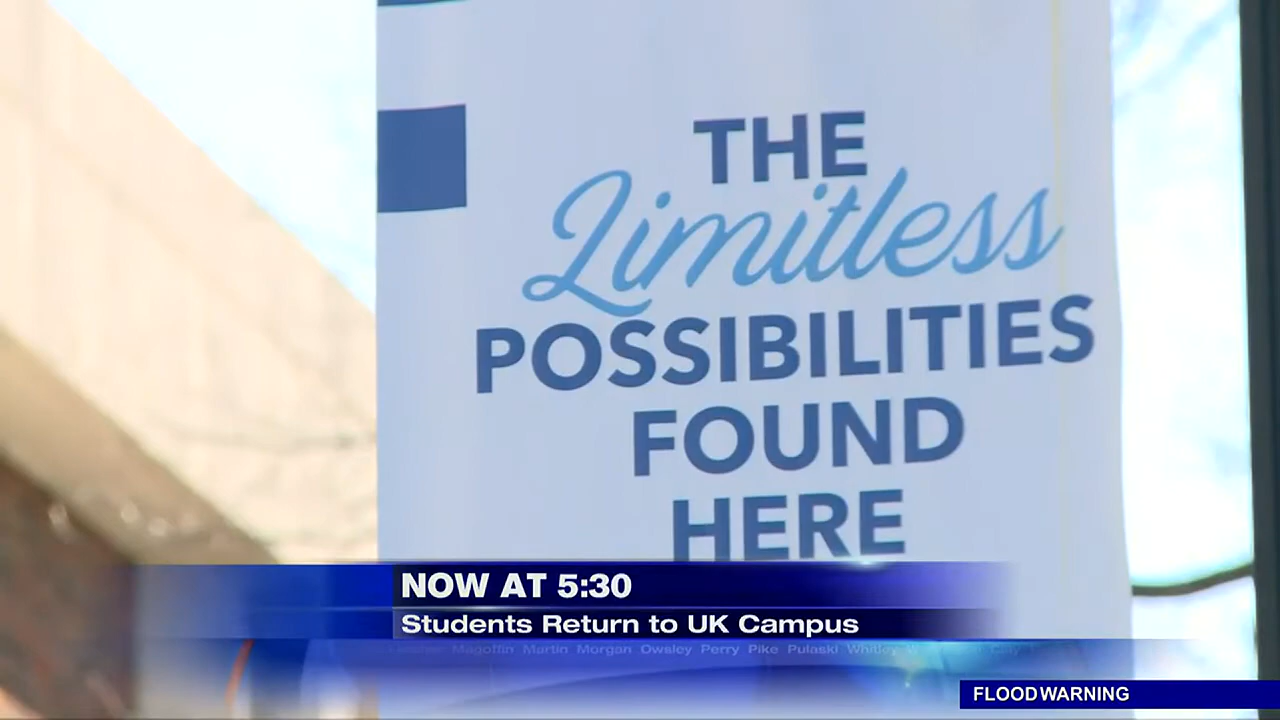 THE
Limitless
POSSIBILITIES
FOUND
HERE
NOW AT 5:30
Students Return to UK Campus
Magoffin Martin Morgan Owsley Perry Pike Pulaski Whitley
FLOOD WARNING